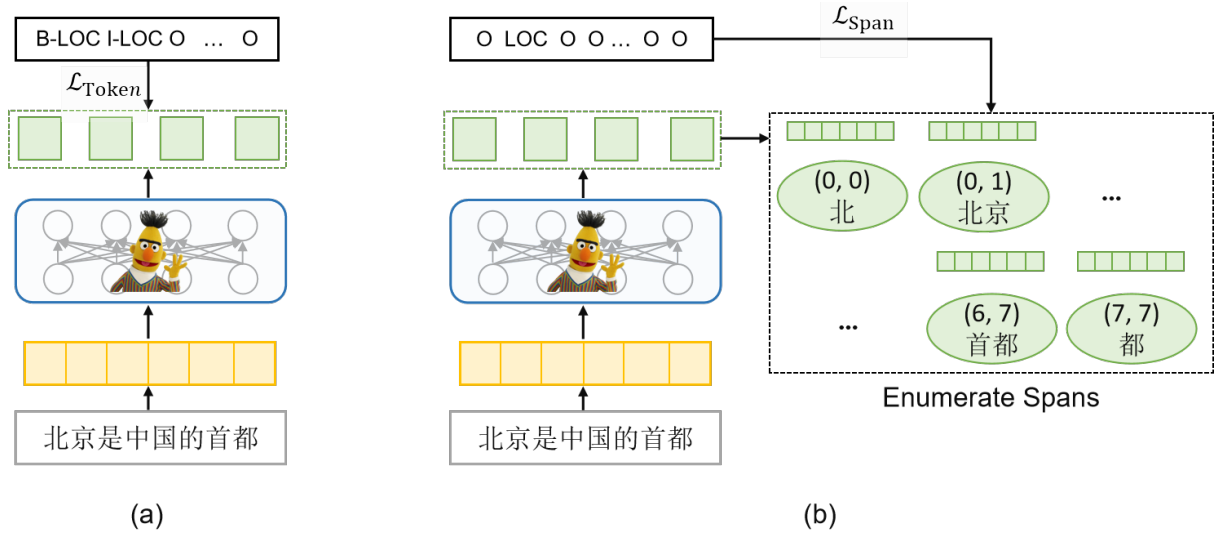 B-LOC I-LOC O … O
ℒToken
北京是中国的首都
(a)
O LOC O O … O O
ℒSpan
(0, 0)
北
(0, 1)
北京
...
...
(6, 7)
首都
(7, 7)
都
Enumerate Spans
北京是中国的首都
(b)